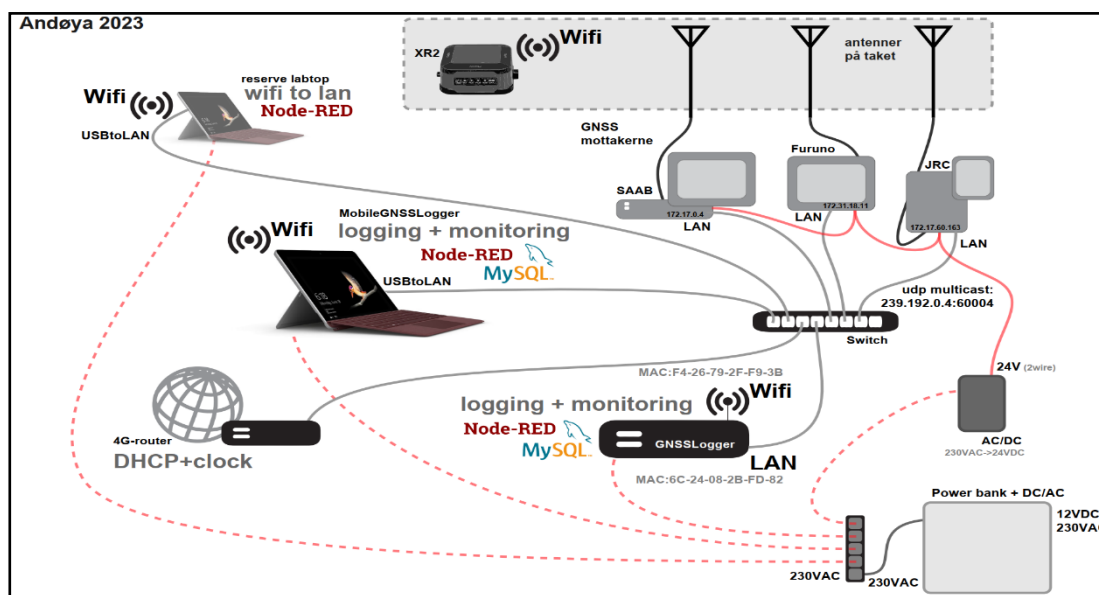 Andøya 2023
XR2
Wifi
antenner
på taket
reserve labtop
wifi to lan
Node-RED
Wifi
USBtoLAN
GNSS
mottakerne
SAAB
172.17.0.4
LAN
Furuno
172.31.10.11
LAN
JRC
172.17.60.163
LAN
Wifi
MobileGNSSLogger
logging + monitoring
Node-RED
MySQL
USBtoLAN
udp multicast:
239.192.0.4:60004
Switch
MAC:F4-26-79-2F-F9-3B
24V (2wire)
AC/DC
230VAC->24VDC
4G-router
DHCP+clock
logging + monitoring
Wifi
Node-RED
MySQL
GNSSLogger
LAN
MAC:6C-24-08-2B-FD-82
Power bank + DC/AC
12VDC
230VAC
230VAC
230VAC